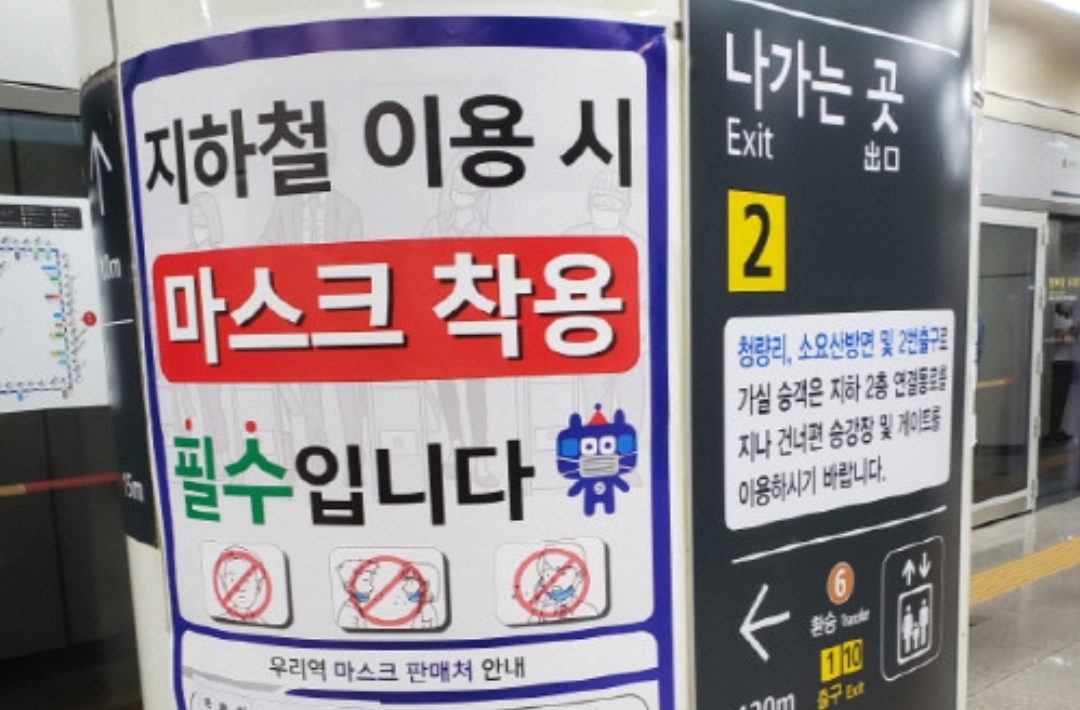 지하철 이용 시
마스크 착용
필수입니다
우리역 마스크 판매처 안내
나가는 곳
Exit
出口
2
청량리, 소요산방면 및 2번출구로
가실 승객은 지하 2층 연결통로를
지나 건너편 승강장 및 게이트를
이용하시기 바랍니다.
6
환승 Transfer
1 10
출구 Exit